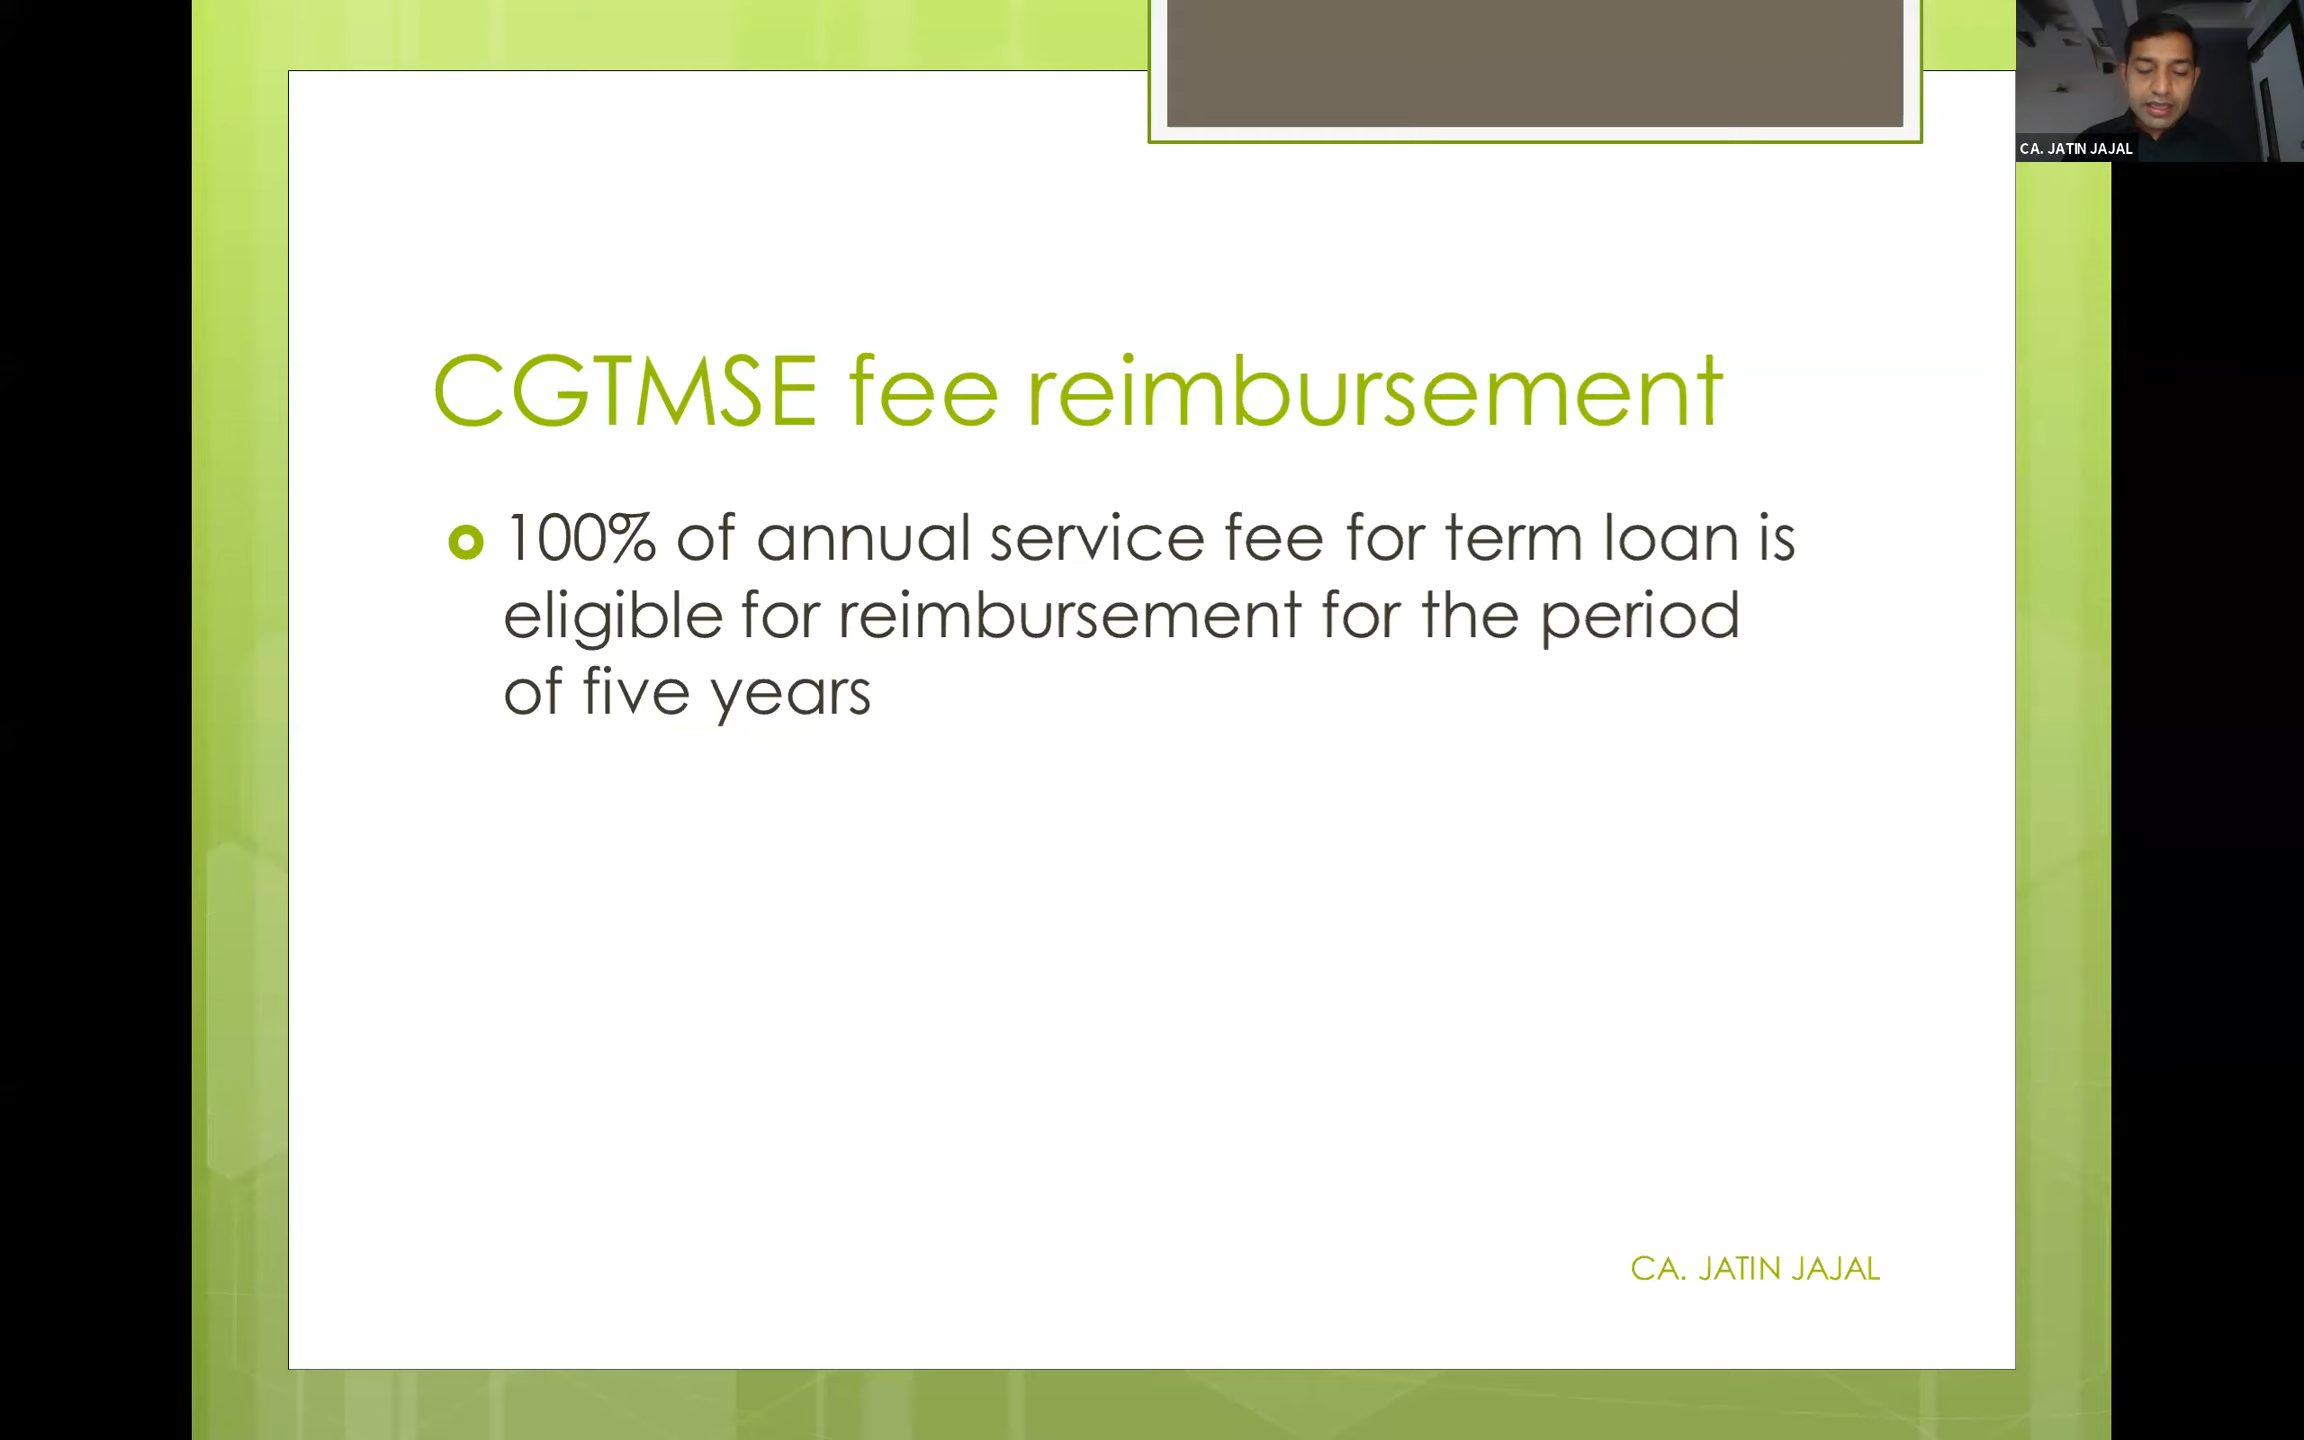 CA. JATIN JAJAL
CGTMSE fee reimbursement
100% of annual service fee for term loan is
eligible for reimbursement for the period
of five years
CA. JATIN JAJAL